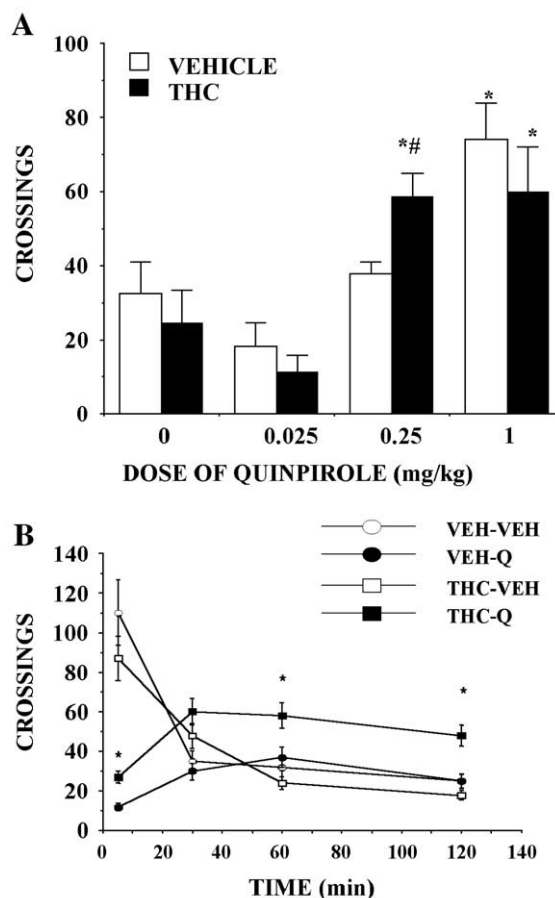 A
100
80
60
40
20
0
CROSSINGS
VEHICLE
THC
*
*
*#
0 0.025 0.25 1
DOSE OF QUINPIROLE (mg/kg)
B
VEH-VEH
VEH-Q
THC-VEH
THC-Q
140
120
100
80
60
40
20
0
CROSSINGS
*
*
*
0 20 40 60 80 100 120 140
TIME (min)